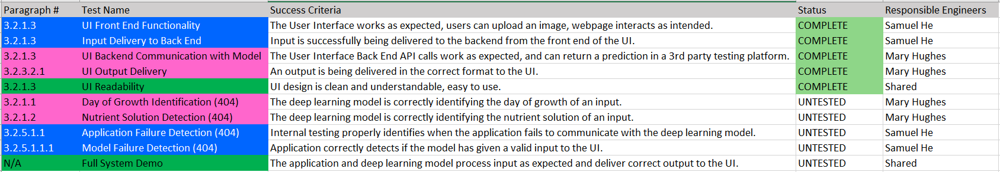 Paragraph # Test Name Success Criteria Status Responsible Engineers
3.2.1.3 UI Front End Functionality The User Interface works as expected, users can upload an image, webpage interacts as intended. COMPLETE Samuel He
3.2.1.3 Input Delivery to Back End Input is successfully being delivered to the backend from the front end of the UI. COMPLETE Samuel He
3.2.1.3 UI Backend Communication with Model The User Interface Back End API calls work as expected, and can return a prediction in a 3rd party testing platform. COMPLETE Mary Hughes
3.2.3.2.1 UI Output Delivery An output is being delivered in the correct format to the UI. COMPLETE Mary Hughes
3.2.1.3 UI Readability UI design is clean and understandable, easy to use. COMPLETE Shared
3.2.1.1 Day of Growth Identification (404) The deep learning model is correctly identifying the day of growth of an input. UNTESTED Mary Hughes
3.2.1.2 Nutrient Solution Detection (404) The deep learning model is correctly identifying the nutrient solution of an input. UNTESTED Mary Hughes
3.2.5.1.1 Application Failure Detection (404) Internal testing properly identifies when the application fails to communicate with the deep learning model. UNTESTED Samuel He
3.2.5.1.1.1 Model Failure Detection (404) Application correctly detects if the model has given a valid input to the UI. UNTESTED Samuel He
N/A Full System Demo The application and deep learning model process input as expected and deliver correct output to the UI. UNTESTED Shared